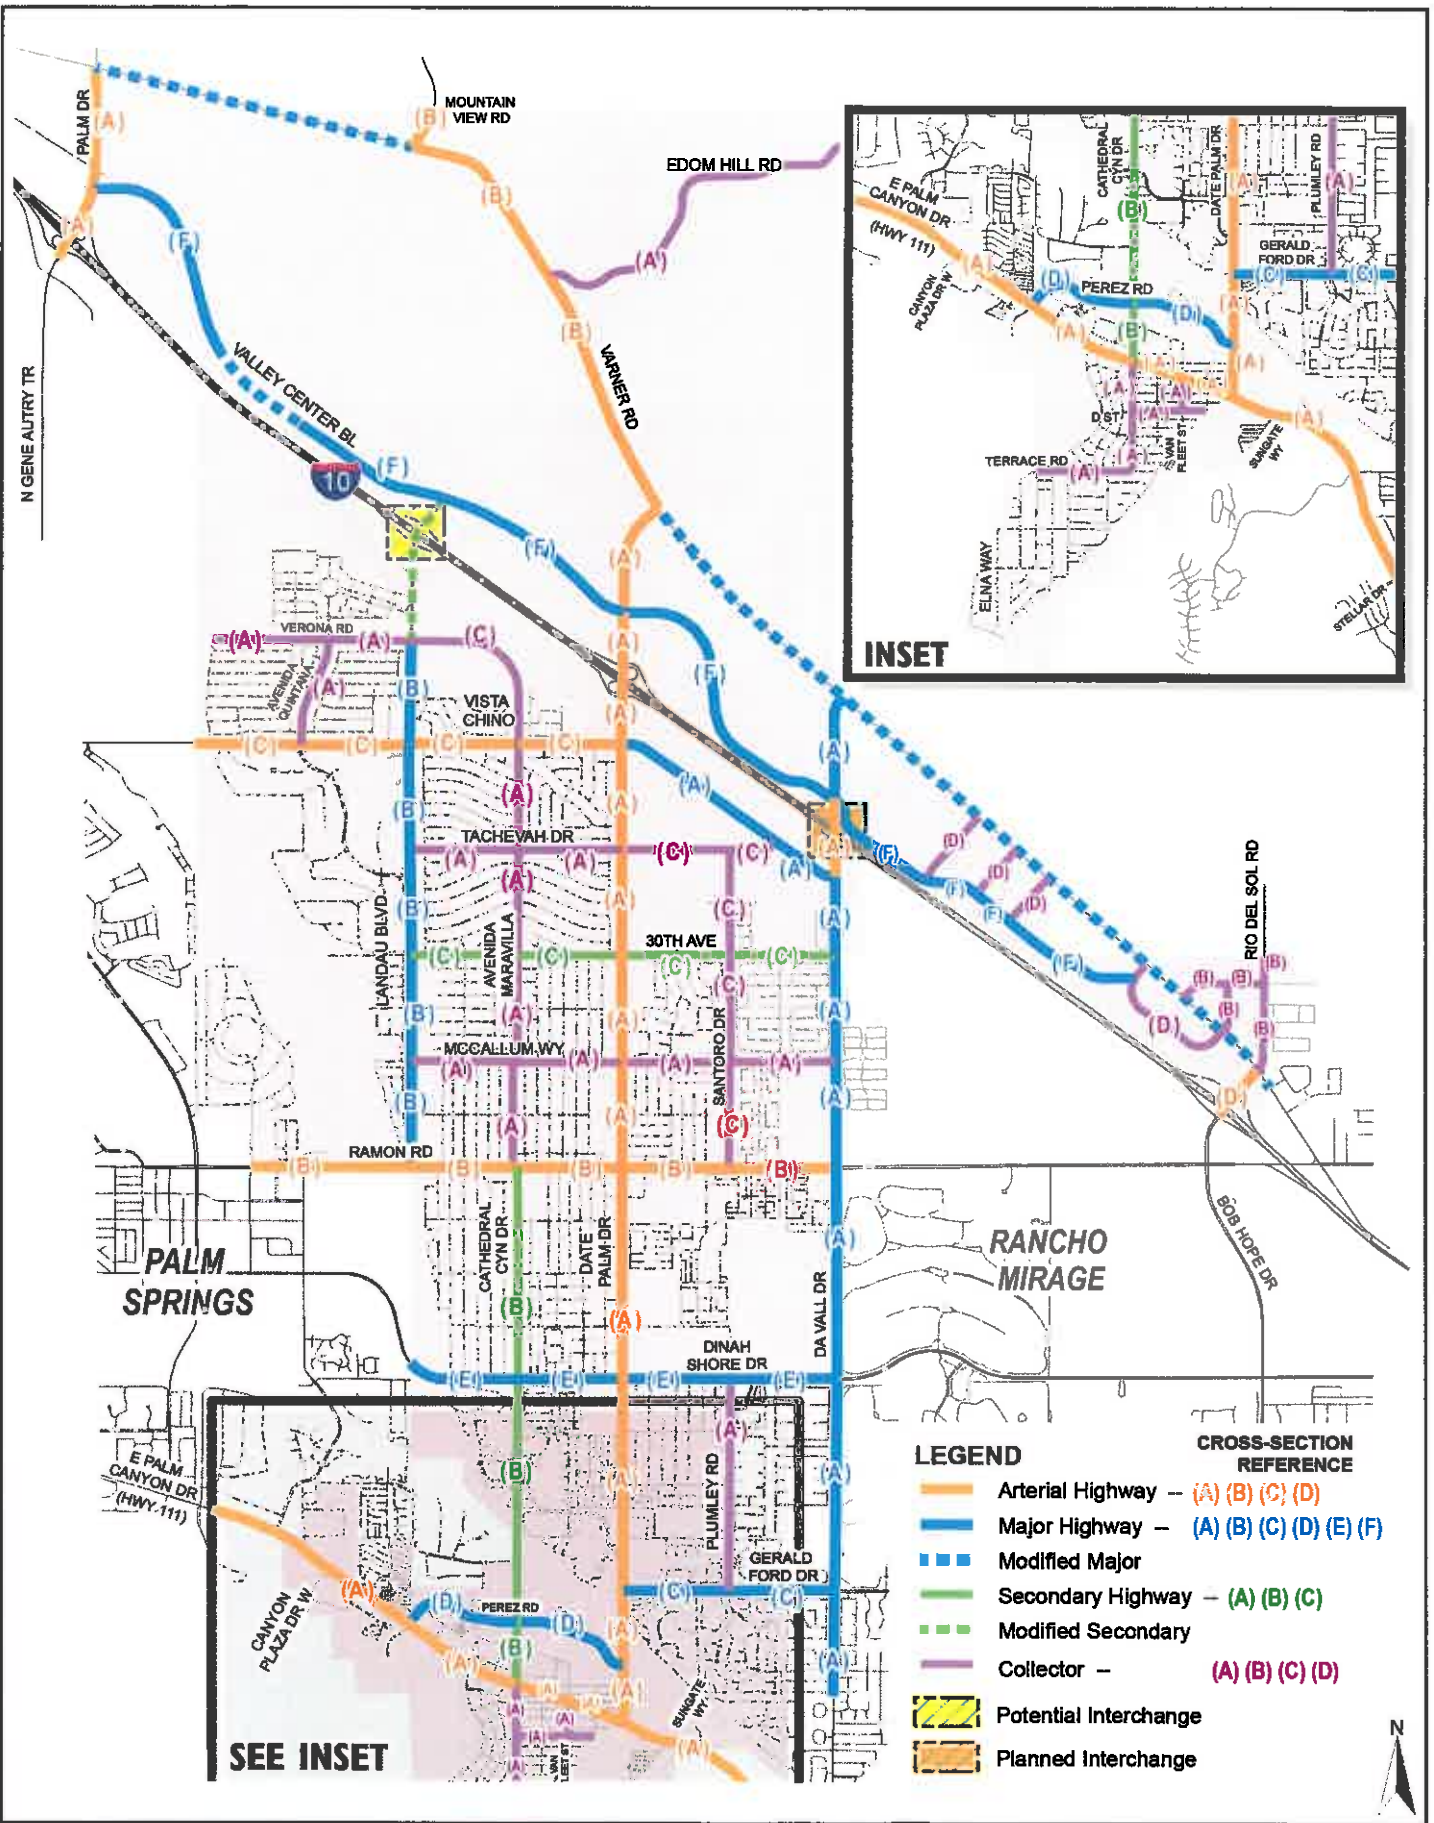 PALM DR
(A)
(A)
(B)
MOUNTAIN
VIEW RD
EDOM HILL RD
(A)
(B)
(B)
VARNER RD
(F)
N GENE AUTRY TR
VALLEY CENTER BL
10
(F)
(F)
(F)
(A)
(A)
(A)
VERONA RD
(A)
(A)
(C)
AVENIDA
QUINTANA
(A)
(B)
VISTA
CHINO
(C)
(C)
(C)
(C)
(A)
(A)
(B)
(A)
(A)
TACHEVAH DR
(A)
(A)
(C)
(C)
(A)
(A)
(A)
(F)
(D)
(D)
(D)
(F)
(F)
(F)
LANDAU BLVD
(B)
AVENIDA
MARAVILLA
(A)
(C)
(A)
30TH AVE
(C)
(C)
(C)
(C)
(C)
(B)
(A)
(A)
(A)
SANTORO DR
MCCALLUM WY
(A)
(A)
(A)
(A)
(B)
(A)
(A)
(C)
(A)
RIO DEL SOL RD
(B)
(B)
(B)
(B)
(B)
(D)
(D)
RAMON RD
(B)
(B)
(B)
(B)
(B)
PALM
SPRINGS
CATHEDRAL
CYN DR
DATE
PALM DR
(B)
(A)
(A)
DA VALL DR
RANCHO
MIRAGE
BOB HOPE DR
DINAH
SHORE DR
(E)
(E)
(E)
(E)
E PALM
CANYON DR
(HWY 111)
(B)
(A)
(A)
(A)
PLUMLEY RD
GERALD
FORD DR
(C)
(C)
CANYON
PLAZA DR W
(A)
(D)
PEREZ RD
(D)
(B)
(A)
(A)
(A)
(A)
(A)
(A)
(A)
(A)
(A)
(A)
SUNGATE
WY
(A)
(A)
SEE INSET
E PALM
CANYON DR
(HWY 111)
CATHEDRAL
CYN DR
DATE PALM DR
PLUMLEY RD
(B)
(A)
(A)
(A)
CANYON
PLAZA DR W
(D)
PEREZ RD
(D)
GERALD
FORD DR
(C)
(C)
(A)
(A)
(B)
(A)
(A)
(A)
(A)
(A)
D ST
(A)
(A)
VAN
FLEET ST
(A)
SUNGATE
WY
TERRACE RD
(A)
ELNA WAY
STELLAR DR
INSET
LEGEND
CROSS-SECTION
REFERENCE
Arterial Highway – (A) (B) (C) (D)
Major Highway – (A) (B) (C) (D) (E) (F)
Modified Major
Secondary Highway – (A) (B) (C)
Modified Secondary
Collector – (A) (B) (C) (D)
Potential Interchange
Planned Interchange
N